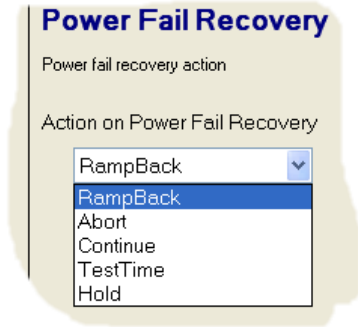 Power Fail Recovery
Power fail recovery action
Action on Power Fail Recovery
RampBack
RampBack
Abort
Continue
TestTime
Hold